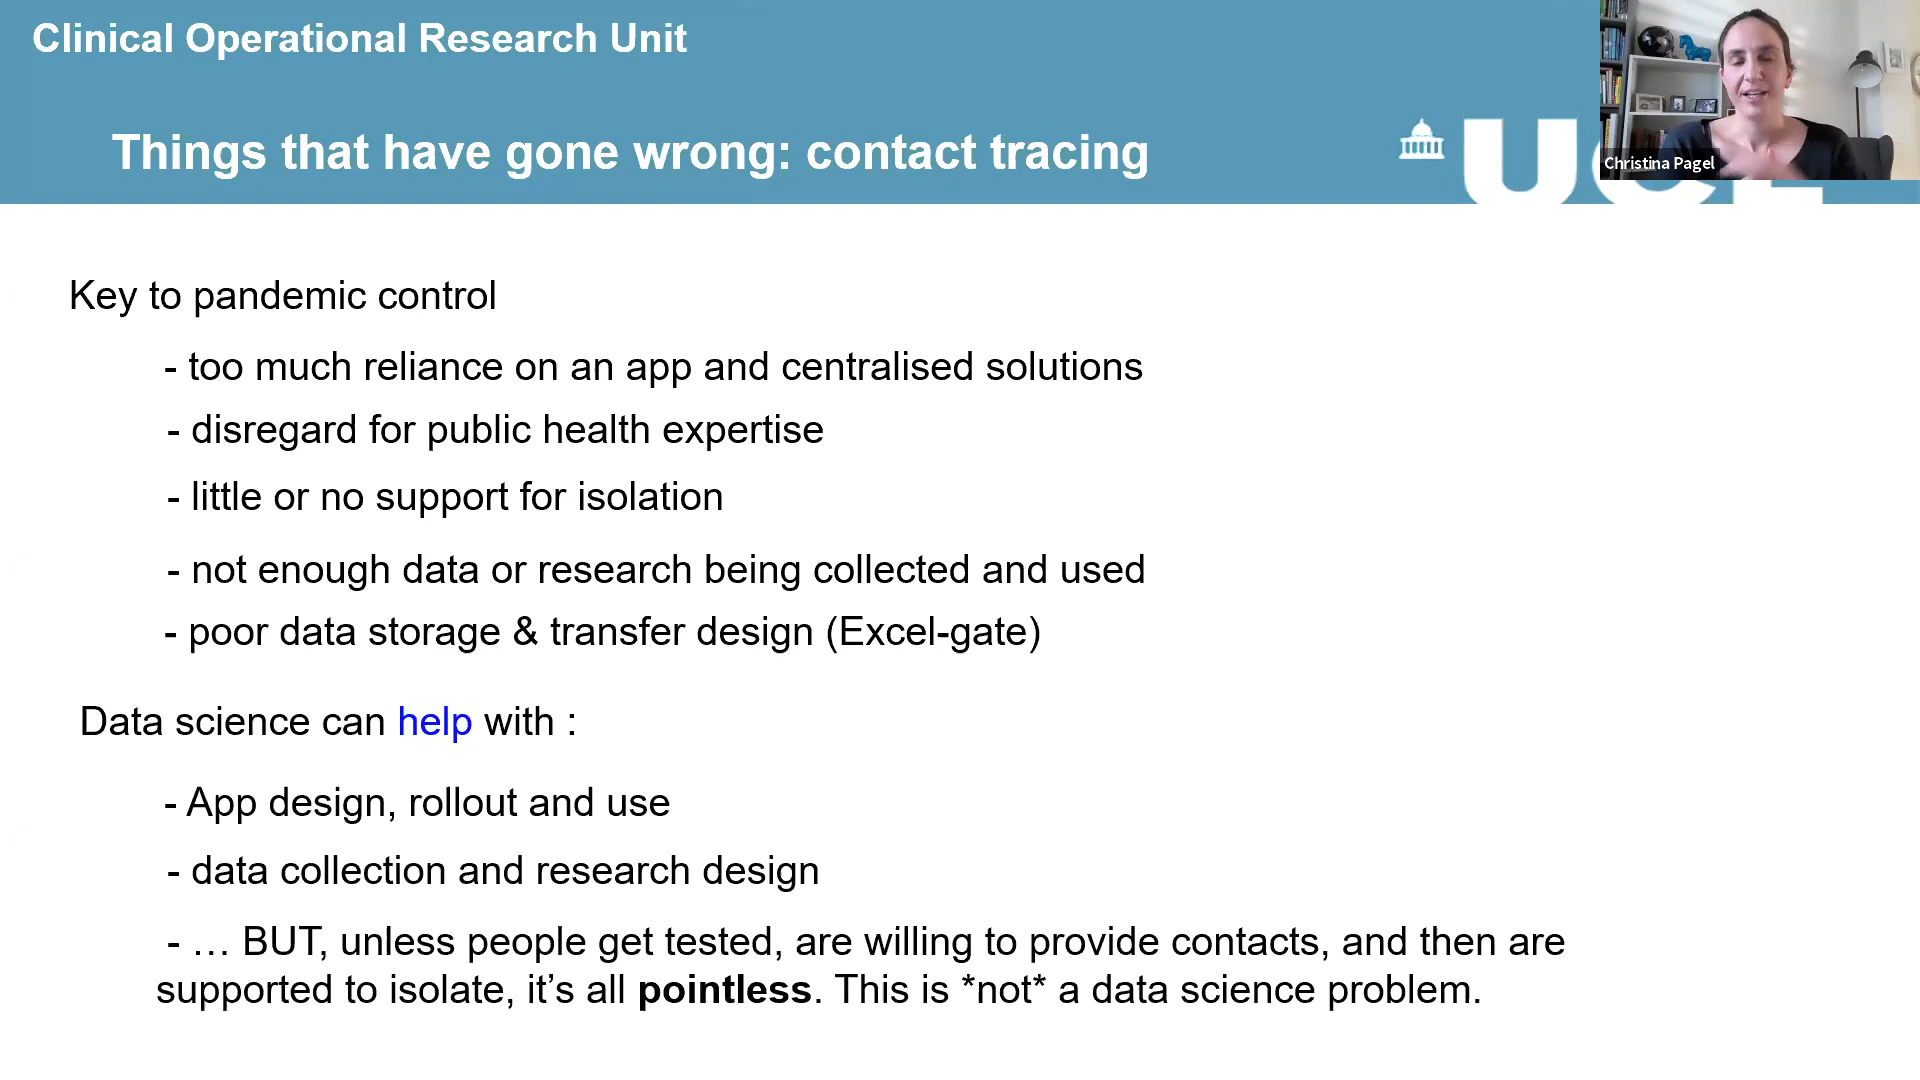 Clinical Operational Research Unit
Things that have gone wrong: contact tracing
UCL
Christina Pagel
Key to pandemic control
- too much reliance on an app and centralised solutions
- disregard for public health expertise
- little or no support for isolation
- not enough data or research being collected and used
- poor data storage & transfer design (Excel-gate)
Data science can help with :
- App design, rollout and use
- data collection and research design
- … BUT, unless people get tested, are willing to provide contacts, and then are
supported to isolate, it’s all pointless. This is *not* a data science problem.